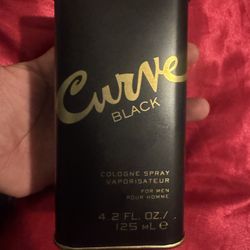 Curve
BLACK
COLOGNE SPRAY
VAPORISATEUR
FOR MEN
POUR HOMME
4.2 FL. OZ./
125 mL e